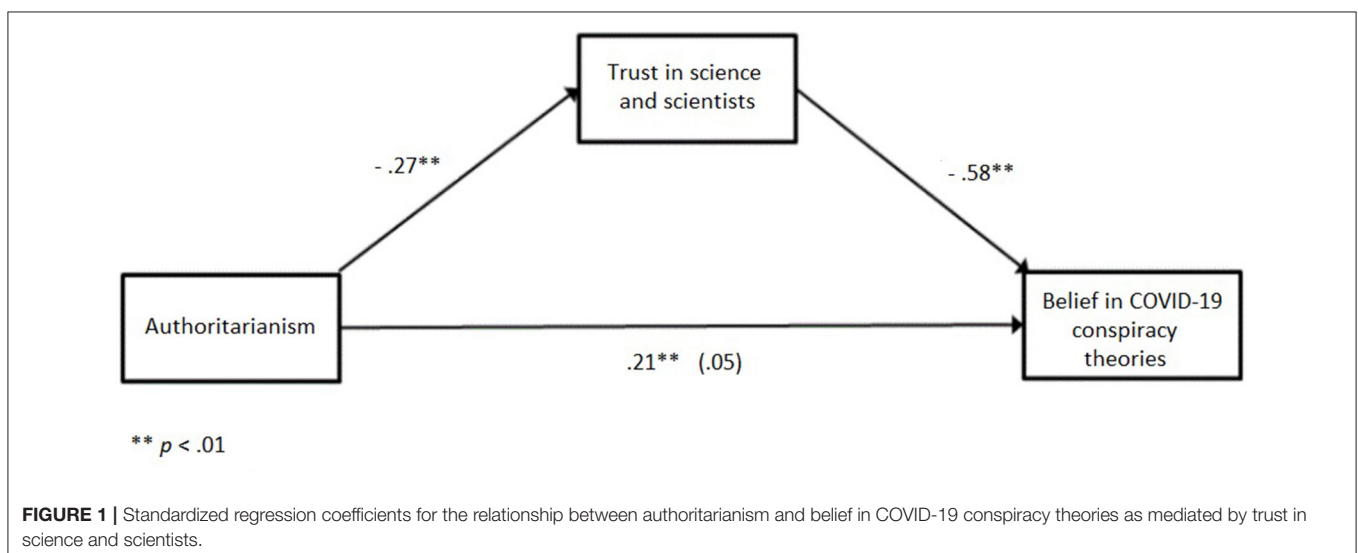 Trust in science
and scientists
- .27**
- .58**
Authoritarianism
Belief in COVID-19
conspiracy
theories
.21** (.05)
** p < .01
FIGURE 1 | Standardized regression coefficients for the relationship between authoritarianism and belief in COVID-19 conspiracy theories as mediated by trust in
science and scientists.